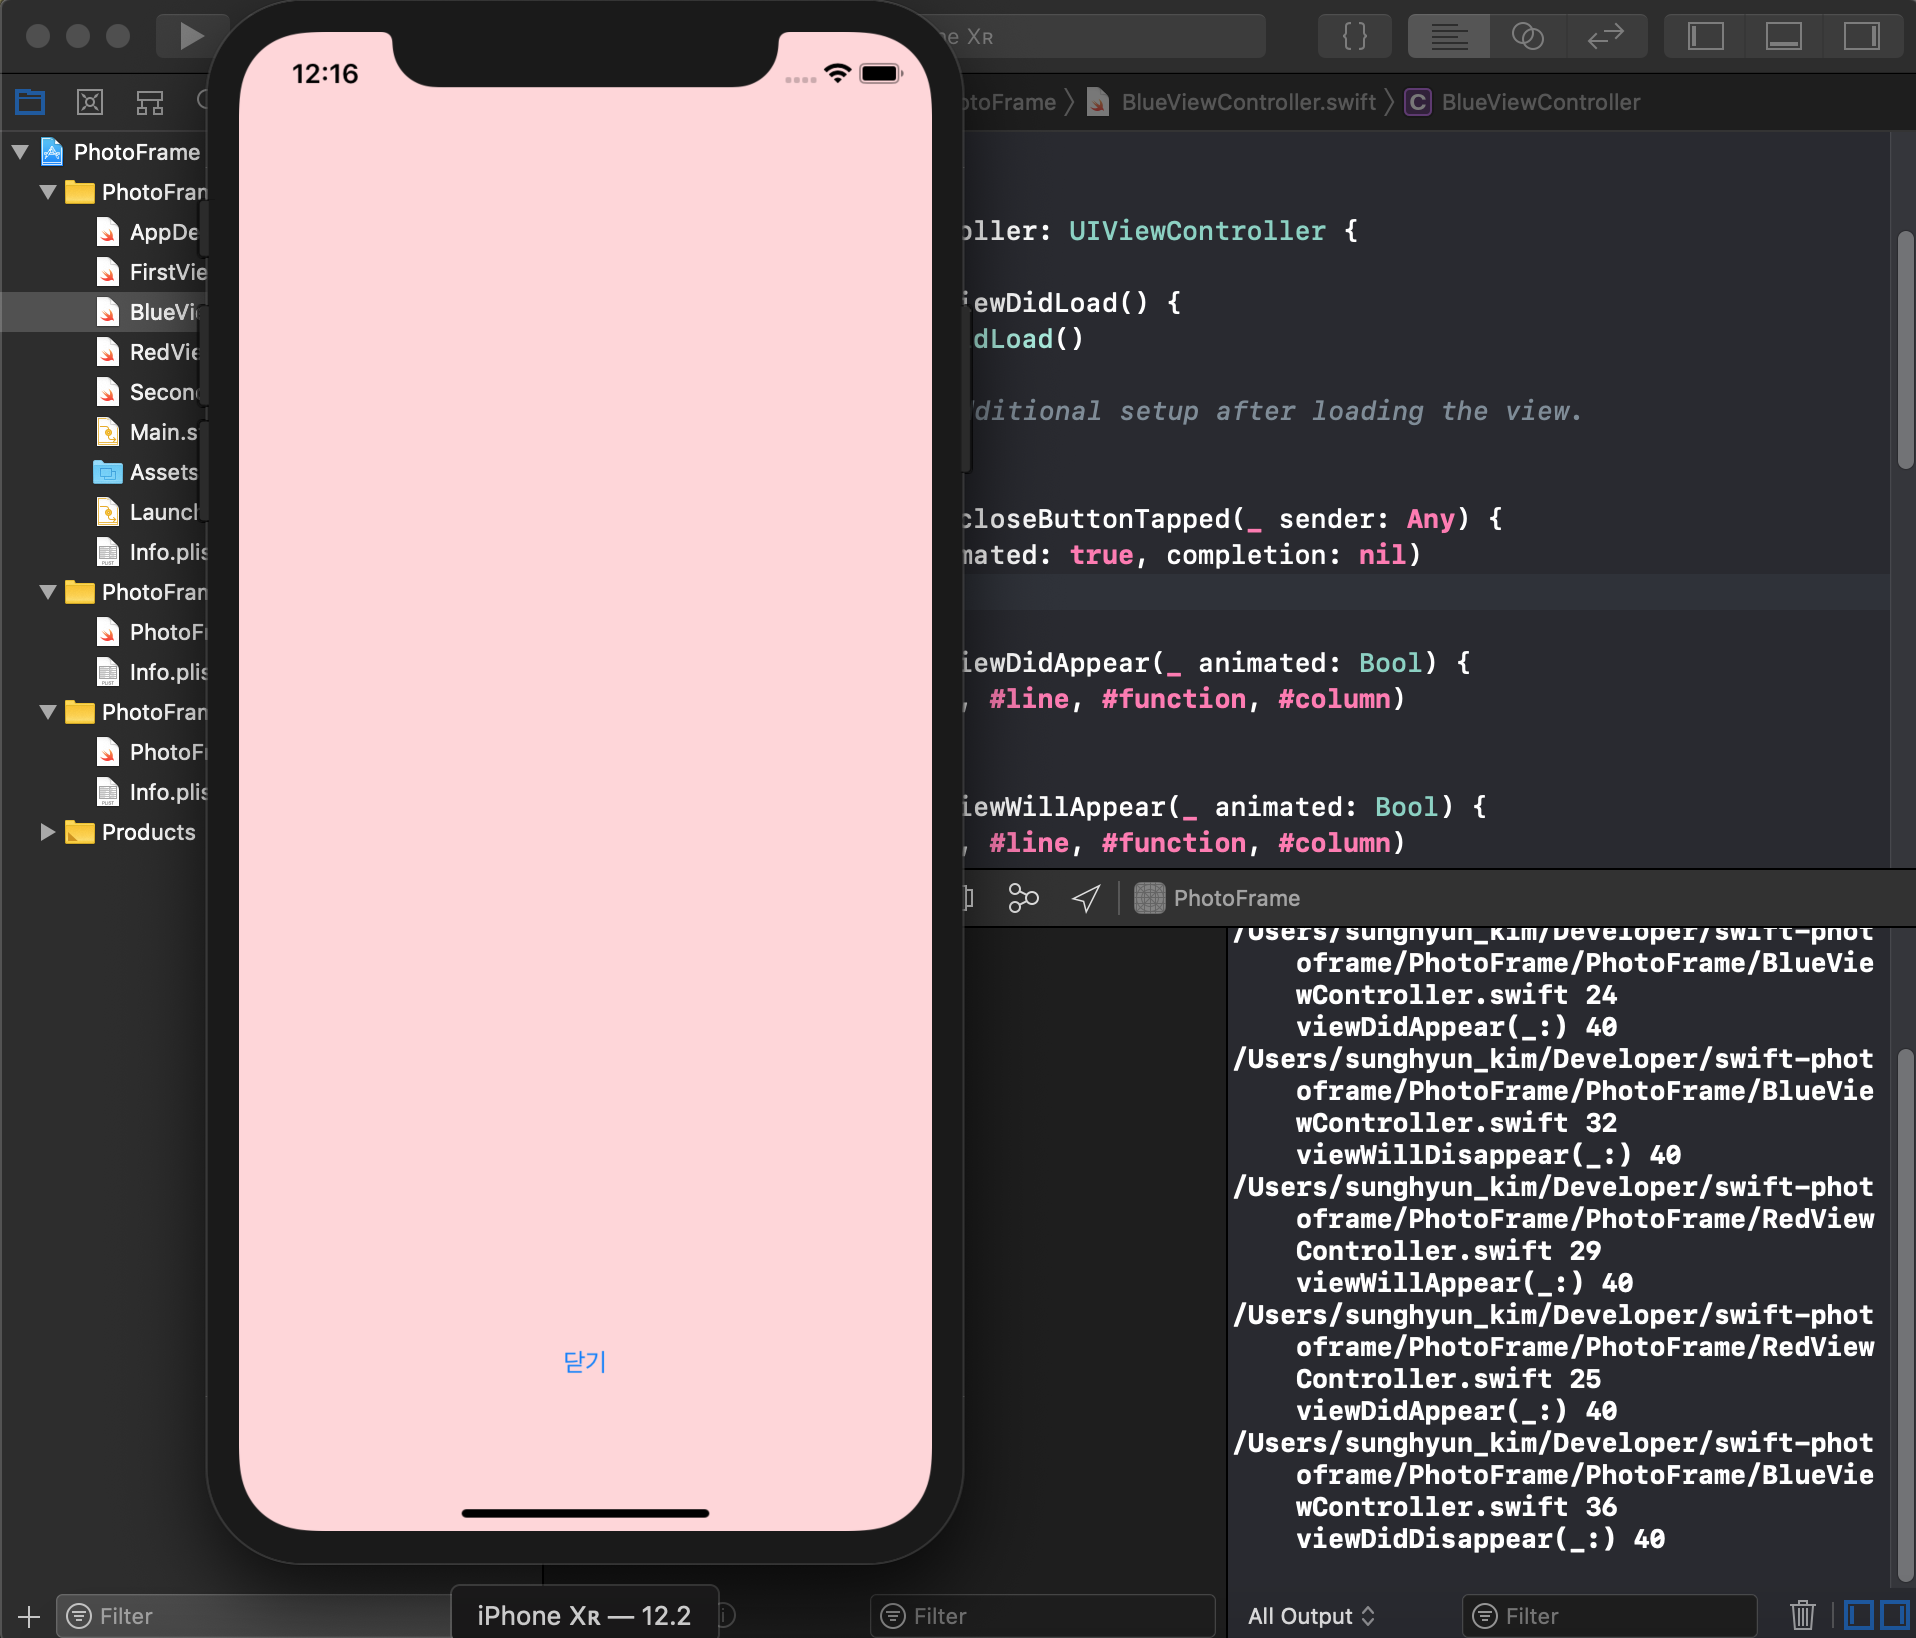 12:16
e XR
otoFrame 〉 BlueViewController.swift 〉 C BlueViewController
PhotoFrame
PhotoFran
AppDe
FirstVie
BlueVi
RedVie
Secon
Main.s
Assets
Launch
Info.plis
PhotoFran
PhotoFr
Info.plis
PhotoFran
PhotoFr
Info.plis
Products
닫기
oller: UIViewController {
iewDidLoad() {
dLoad()
dditional setup after loading the view.
closeButtonTapped(_ sender: Any) {
mated: true, completion: nil)
iewDidAppear(_ animated: Bool) {
, #line, #function, #column)
iewWillAppear(_ animated: Bool) {
, #line, #function, #column)
PhotoFrame
/Users/sunghyun_kim/Developer/swift-phot
oframe/PhotoFrame/PhotoFrame/BlueVie
wController.swift 24
viewDidAppear(_:) 40
/Users/sunghyun_kim/Developer/swift-phot
oframe/PhotoFrame/PhotoFrame/BlueVie
wController.swift 32
viewWillDisappear(_:) 40
/Users/sunghyun_kim/Developer/swift-phot
oframe/PhotoFrame/PhotoFrame/RedView
Controller.swift 29
viewWillAppear(_:) 40
/Users/sunghyun_kim/Developer/swift-phot
oframe/PhotoFrame/PhotoFrame/RedView
Controller.swift 25
viewDidAppear(_:) 40
/Users/sunghyun_kim/Developer/swift-phot
oframe/PhotoFrame/PhotoFrame/BlueVie
wController.swift 36
viewDidDisappear(_:) 40
Filter
iPhone XR — 12.2
Filter
All Output
Filter